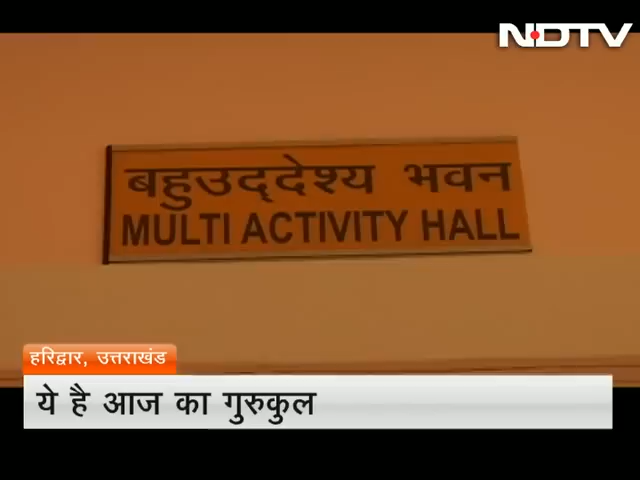 NDTV
बहुउद्देश्य भवन
MULTI ACTIVITY HALL
हरिद्वार, उत्तराखंड
ये है आज का गुरुकुल